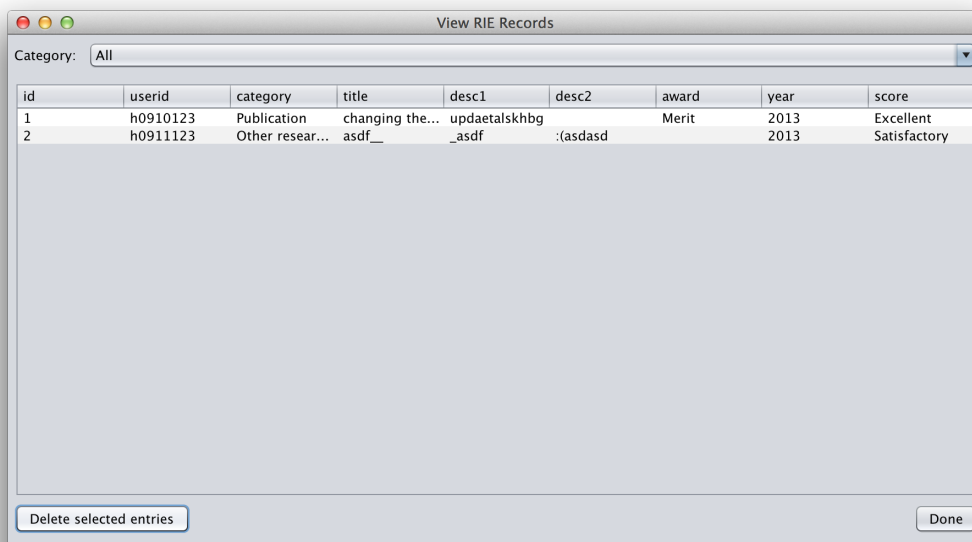 View RIE Records
Category: All
id userid category title desc1 desc2 award year score
1 h0910123 Publication changing the... updaetalskhbg Merit 2013 Excellent
2 h0911123 Other resear... asdf__ _asdf :(asdasd 2013 Satisfactory
Delete selected entries Done